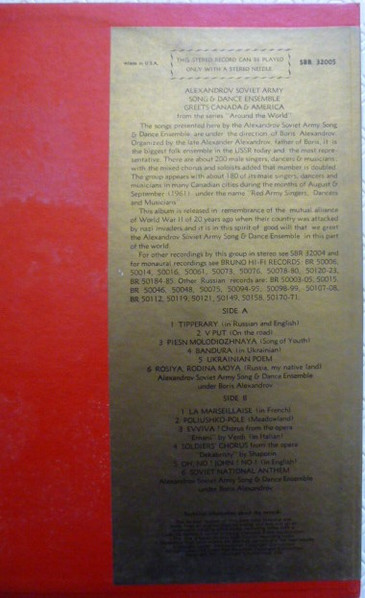 Made in U.S.A.
THIS STEREO RECORD CAN BE PLAYED
ONLY WITH A STEREO NEEDLE.
SBR 32005
ALEXANDROV SOVIET ARMY
SONG & DANCE ENSEMBLE
GREETS CANADA & AMERICA
from the series "Around the World"
The songs presented here by the Alexandrov Soviet Army Song
& Dance Ensemble are under the direction of Boris Alexandrov.
Organized by the late Alexander Alexandrov, father of Boris, it is
the biggest folk ensemble in the USSR today and the most repre-
sentative. There are about 200 male singers, dancers & musicians
with the mixed chorus and soloists added that number is doubled.
The group appears with about 180 of its male singers, dancers and
musicians in many Canadian cities during the months of August &
September (1961) under the name "Red Army Singers, Dancers
and Musicians"
This album is released in remembrance of the mutual alliance
of World War II of 20 years ago when their country was attacked
by nazi invaders, and it is in this spirit of good will that we greet
the Alexandrov Soviet Army Song & Dance Ensemble in this part
of the world.
For other recordings by this group in stereo see SBR 32004 and
for monaural recordings see BRUNO HI-FI RECORDS: BR 50006,
50014, 50016, 50061, 50073, 50076, 50078-80, 50120-23,
BR 50184-85. Other Russian records are: BR 50003-05, 50015,
BR 50046, 50048, 50025, 50094-95, 50098-99, 50107-08,
BR 50112, 50119, 50121, 50149, 50158, 50170-71.
SIDE A
1 TIPPERARY (in Russian and English)
2 V PUT (On the road)
3 PIESN MOLODIOZHNAYA (Song of Youth)
4 BANDURA (in Ukrainian)
5 UKRAINIAN POEM
6 ROSIYA, RODINA MOYA (Russia, my native land)
Alexandrov Soviet Army Song & Dance Ensemble
under Boris Alexandrov
SIDE B
1 LA MARSEILLAISE (in French)
2 POLIUSHKO-POLE (Meadowland)
3 EVVIVA! Chorus from the opera
"Ernani" by Verdi (in Italian)
4 SOLDIERS' CHORUS from the opera
"Dekabristy" by Shaporin
5 OH, NO! JOHN! NO! (in English)
6 SOVIET NATIONAL ANTHEM
Alexandrov Soviet Army Song & Dance Ensemble
under Boris Alexandrov